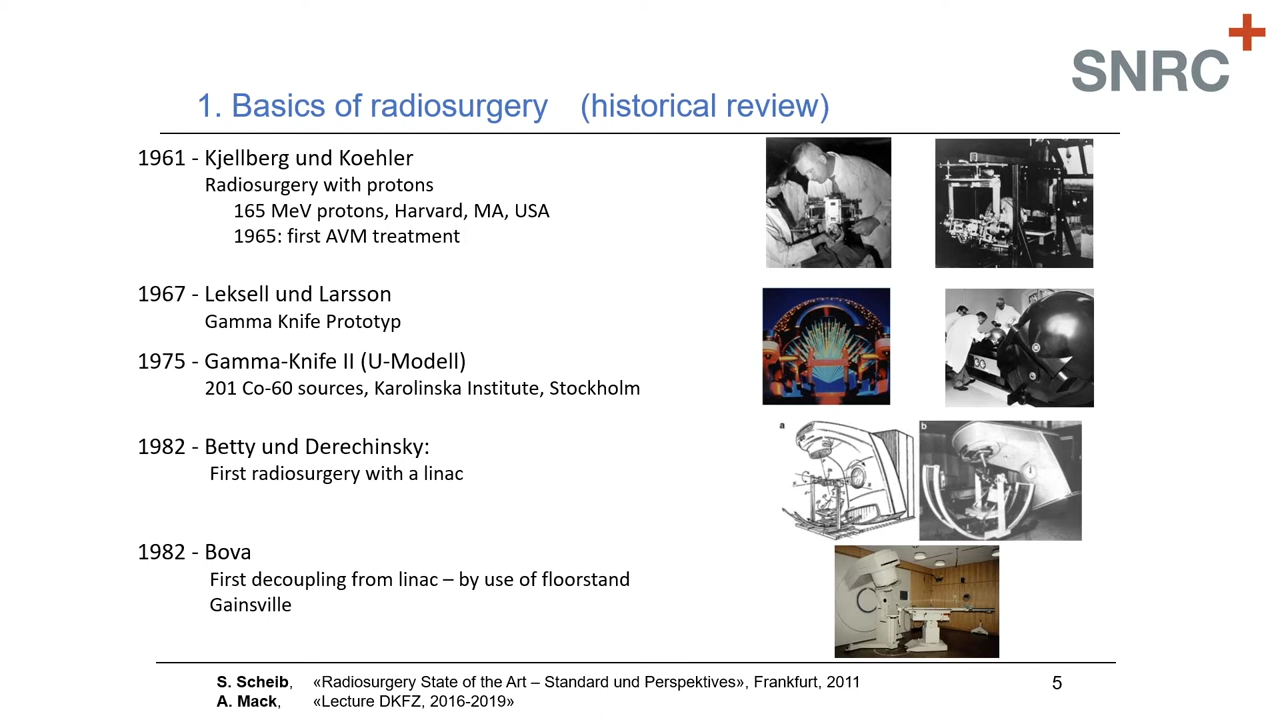 SNRC
1. Basics of radiosurgery (historical review)
1961 - Kjellberg und Koehler
Radiosurgery with protons
165 MeV protons, Harvard, MA, USA
1965: first AVM treatment
1967 - Leksell und Larsson
Gamma Knife Prototyp
1975 - Gamma-Knife II (U-Modell)
201 Co-60 sources, Karolinska Institute, Stockholm
a
b
1982 - Betty und Derechinsky:
First radiosurgery with a linac
1982 - Bova
First decoupling from linac – by use of floorstand
Gainsville
S. Scheib, «Radiosurgery State of the Art – Standard und Perspektives», Frankfurt, 2011
A. Mack, «Lecture DKFZ, 2016-2019»
5